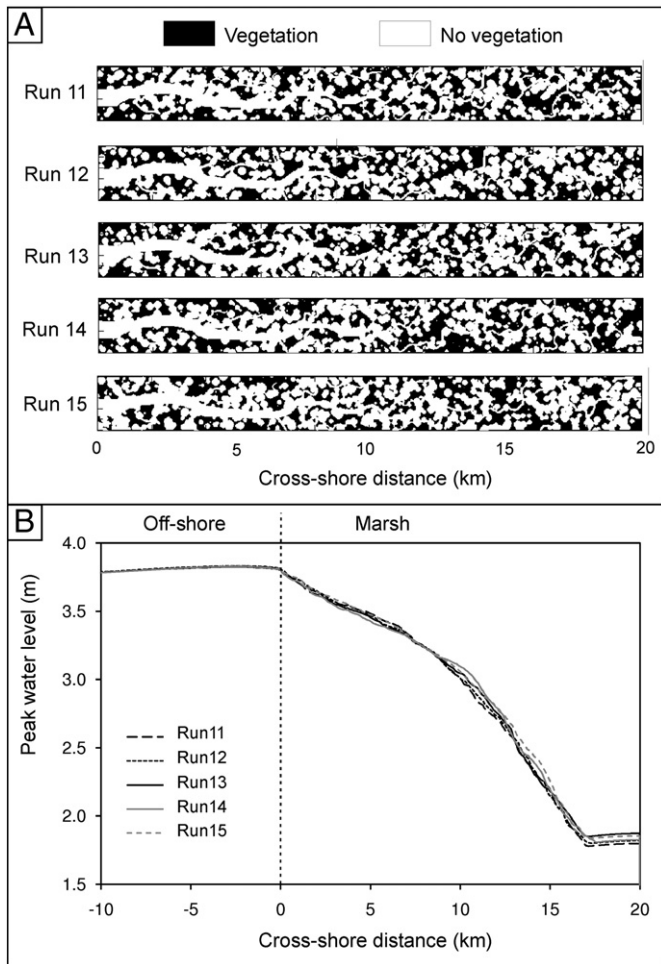 A
Vegetation
No vegetation
Run 11
Run 12
Run 13
Run 14
Run 15
0
5
10
15
20
Cross-shore distance (km)
B
Off-shore
Marsh
4.0
3.5
3.0
2.5
2.0
1.5
Peak water level (m)
Run11
Run12
Run13
Run14
Run15
-10
-5
0
5
10
15
20
Cross-shore distance (km)